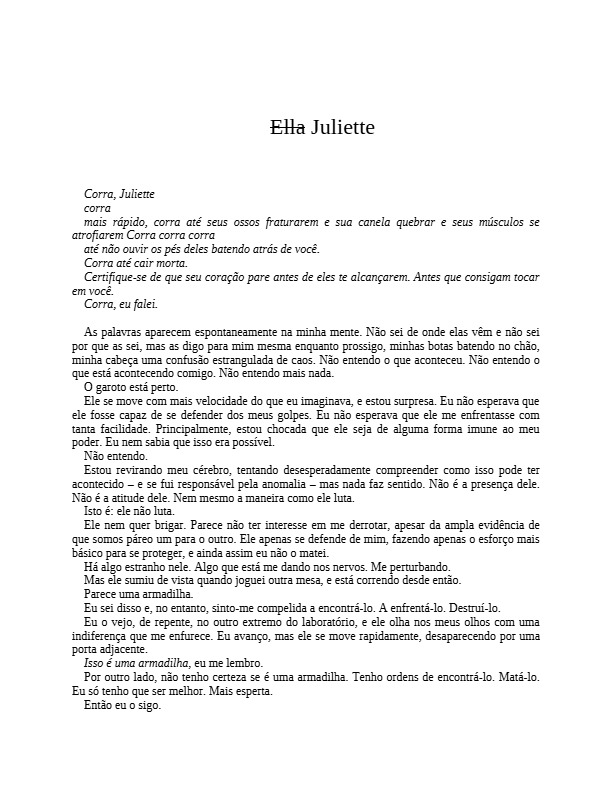 Ella Juliette
Corra, Juliette
corra
mais rápido, corra até seus ossos fraturarem e sua canela quebrar e seus músculos se
atrofiarem Corra corra corra
até não ouvir os pés deles batendo atrás de você.
Corra até cair morta.
Certifique-se de que seu coração pare antes de eles te alcançarem. Antes que consigam tocar
em você.
Corra, eu falei.
As palavras aparecem espontaneamente na minha mente. Não sei de onde elas vêm e não sei
por que as sei, mas as digo para mim mesma enquanto prossigo, minhas botas batendo no chão,
minha cabeça uma confusão estrangulada de caos. Não entendo o que aconteceu. Não entendo o
que está acontecendo comigo. Não entendo mais nada.
O garoto está perto.
Ele se move com mais velocidade do que eu imaginava, e estou surpresa. Eu não esperava que
ele fosse capaz de se defender dos meus golpes. Eu não esperava que ele me enfrentasse com
tanta facilidade. Principalmente, estou chocada que ele seja de alguma forma imune ao meu
poder. Eu nem sabia que isso era possível.
Não entendo.
Estou revirando meu cérebro, tentando desesperadamente compreender como isso pode ter
acontecido – e se fui responsável pela anomalia – mas nada faz sentido. Não é a presença dele.
Não é a atitude dele. Nem mesmo a maneira como ele luta.
Isto é: ele não luta.
Ele nem quer brigar. Parece não ter interesse em me derrotar, apesar da ampla evidência de
que somos páreo um para o outro. Ele apenas se defende de mim, fazendo apenas o esforço mais
básico para se proteger, e ainda assim eu não o matei.
Há algo estranho nele. Algo que está me dando nos nervos. Me perturbando.
Mas ele sumiu de vista quando joguei outra mesa, e está correndo desde então.
Parece uma armadilha.
Eu sei disso e, no entanto, sinto-me compelida a encontrá-lo. A enfrentá-lo. Destruí-lo.
Eu o vejo, de repente, no outro extremo do laboratório, e ele olha nos meus olhos com uma
indiferença que me enfurece. Eu avanço, mas ele se move rapidamente, desaparecendo por uma
porta adjacente.
Isso é uma armadilha, eu me lembro.
Por outro lado, não tenho certeza se é uma armadilha. Tenho ordens de encontrá-lo. Matá-lo.
Eu só tenho que ser melhor. Mais esperta.
Então eu o sigo.